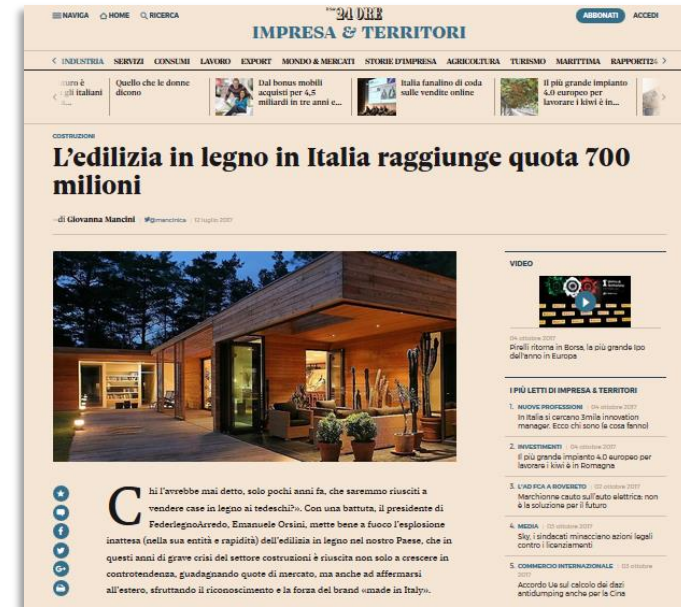 NAVIGA HOME RICERCA
24 ORE
ABBONATI ACCEDI
IMPRESA & TERRITORI
INDUSTRIA SERVIZI CONSUMI LAVORO EXPORT MONDO & MERCATI STORIE D'IMPRESA AGRICOLTURA TURISMO MARITTIMA RAPPORTI24
è
gli italiani
Quello che le donne
dicono
Dal bonus mobili
acquisti per 4,5
miliardi in tre anni e...
Italia fanalino di coda
sulle vendite online
Il più grande impianto
4.0 europeo per
lavorare i kiwi è in...
COSTRUZIONI
L'edilizia in legno in Italia raggiunge quota 700
milioni
–di Giovanna Mancini @mancinica 12 luglio 2017
VIDEO
04 ottobre 2017
Pirelli ritorna in Borsa, la più grande Ipo
dell'anno in Europa
I PIÙ LETTI DI IMPRESA & TERRITORI
1. NUOVE PROFESSIONI 04 ottobre 2017
In Italia si cercano 3mila innovation
manager. Ecco chi sono (e cosa fanno)
2. INVESTIMENTI 04 ottobre 2017
Il più grande impianto 4.0 europeo per
lavorare i kiwi è in Romagna
3. L'AD FCA A ROVERETO 02 ottobre 2017
Marchionne cauto sull'auto elettrica: non
è la soluzione per il futuro
4. MEDIA 03 ottobre 2017
Sky, i sindacati minacciano azioni legali
contro i licenziamenti
5. COMMERCIO INTERNAZIONALE 03 ottobre
2017
Accordo Ue sul calcolo dei dazi
antidumping anche per la Cina
Chi l'avrebbe mai detto, solo pochi anni fa, che saremmo riusciti a
vendere case in legno ai tedeschi?». Con una battuta, il presidente di
FederlegnoArredo, Emanuele Orsini, mette bene a fuoco l'esplosione
inattesa (nella sua entità e rapidità) dell'edilizia in legno nel nostro Paese, che in
questi anni di grave crisi del settore costruzioni è riuscita non solo a crescere in
controtendenza, guadagnando quote di mercato, ma anche ad affermarsi
all'estero, sfruttando il riconoscimento e la forza del brand «made in Italy».